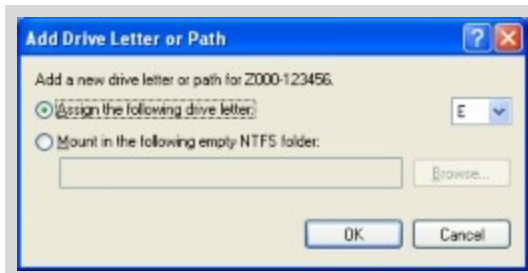 Add Drive Letter or Path
Add a new drive letter or path for Z000-123456.
Assign the following drive letter: E
Mount in the following empty NTFS folder:
Browse...
OK Cancel